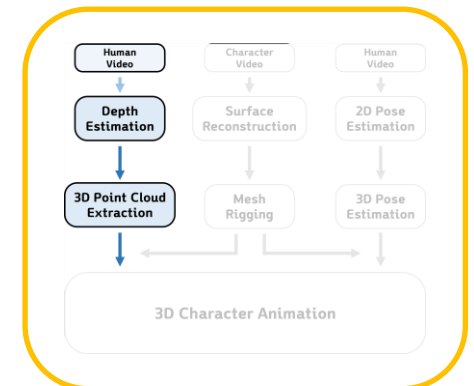 Human
Video
Character
Video
Human
Video
Depth
Estimation
Surface
Reconstruction
2D Pose
Estimation
3D Point Cloud
Extraction
Mesh
Rigging
3D Pose
Estimation
3D Character Animation